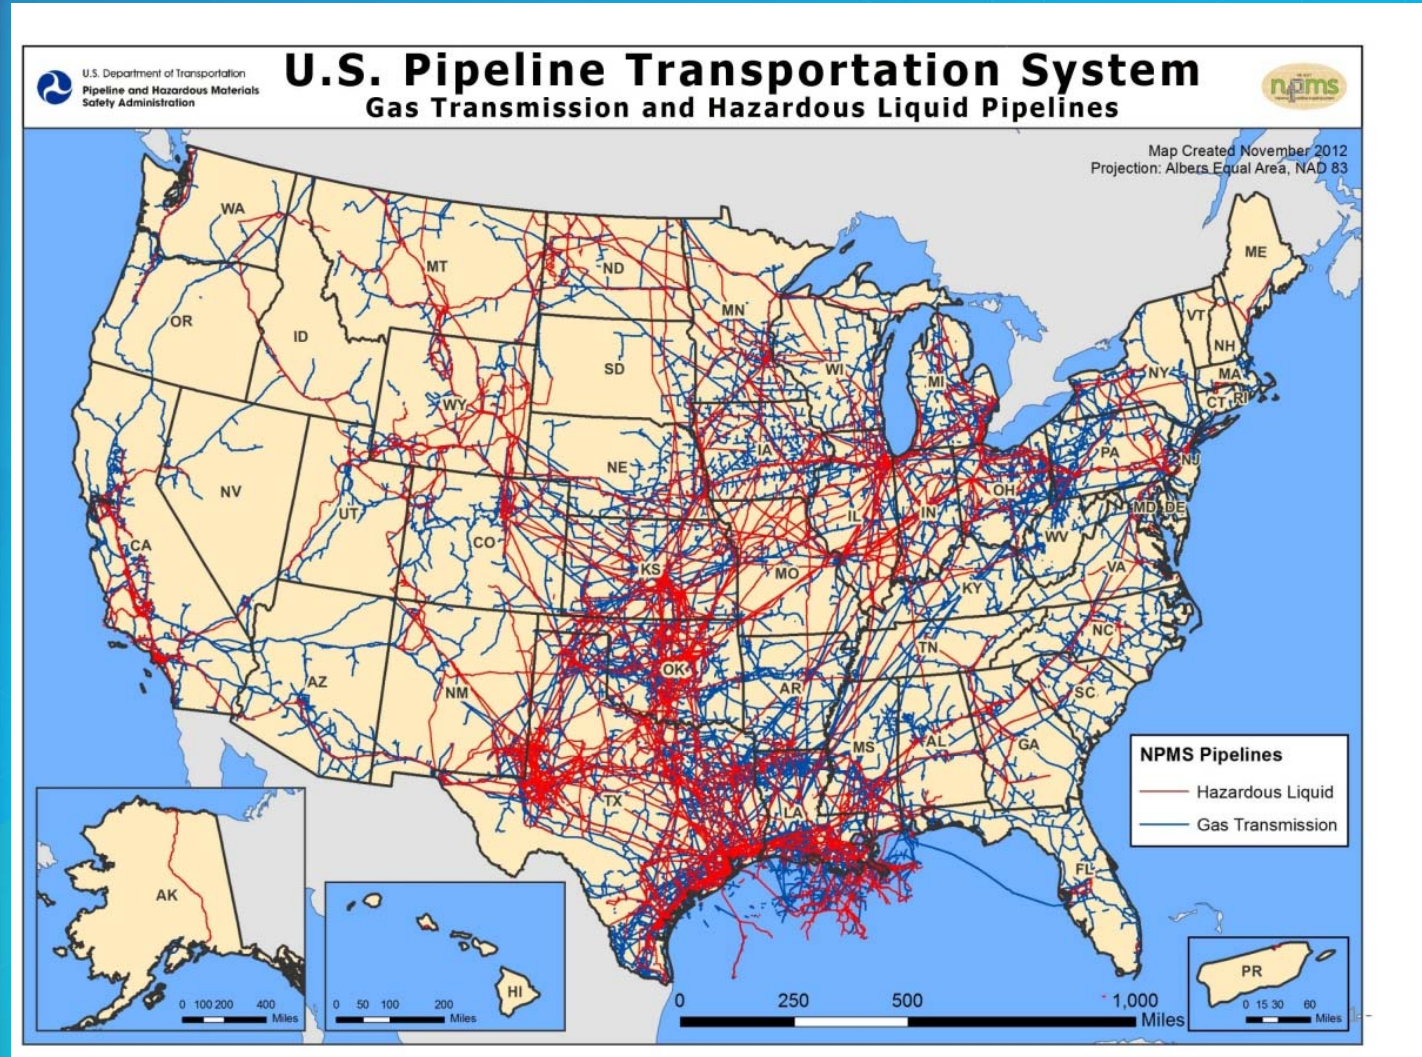 U.S. Department of Transportation
Pipeline and Hazardous Materials
Safety Administration
U.S. Pipeline Transportation System
Gas Transmission and Hazardous Liquid Pipelines
npms
Map Created November 2012
Projection: Albers Equal Area, NAD 83
WA
MT
ND
MN
ME
OR
ID
SD
WI
MI
VT
NH
NY
MA
CT
RI
WY
IA
PA
NJ
NE
NV
UT
CO
IL
IN
OH
MD
DE
WV
CA
KS
MO
KY
VA
OK
TN
NC
AZ
NM
AR
SC
MS
AL
GA
TX
LA
FL
NPMS Pipelines
Hazardous Liquid
Gas Transmission
AK
0 100 200 400
Miles
HI
0 50 100 200
Miles
0 250 500 1,000
Miles
PR
0 15 30 60
Miles